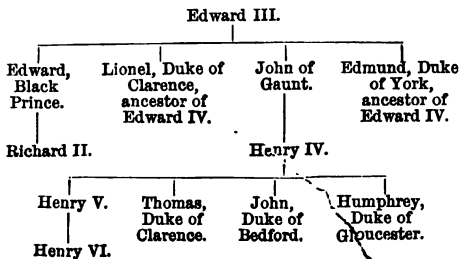 Edward III.
Edward,
Black
Prince.
Lionel, Duke of
Clarence,
ancestor of
Edward IV.
John of
Gaunt.
Edmund, Duke
of York,
ancestor of
Edward IV.
Richard II.
Henry IV.
Henry V.
Thomas,
Duke of
Clarence.
John,
Duke of
Bedford.
Humphrey,
Duke of
Gloucester.
Henry VI.